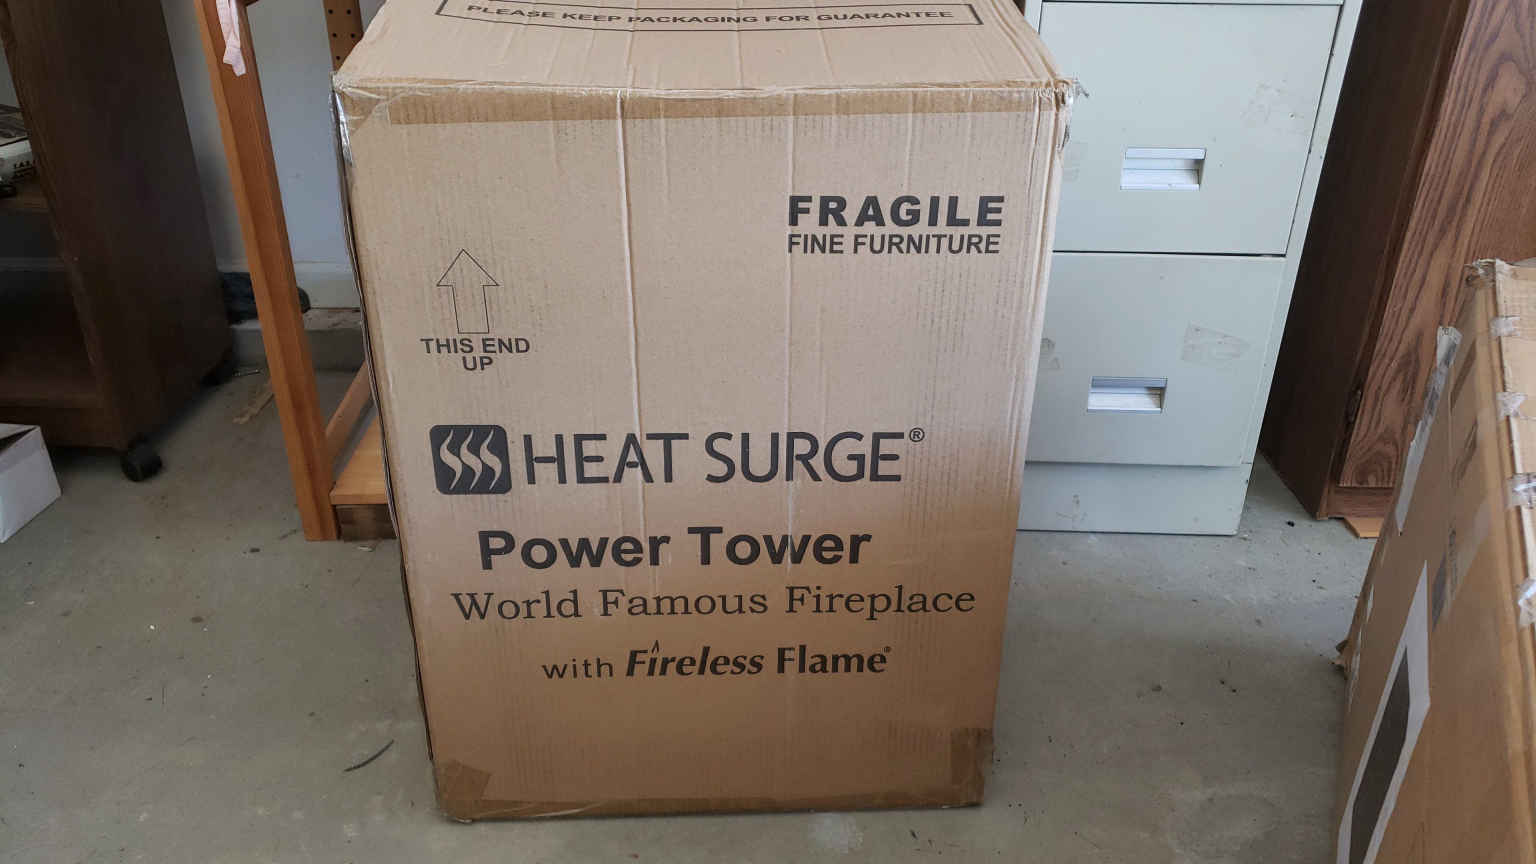 PLEASE KEEP PACKAGING FOR GUARANTEE
FRAGILE
FINE FURNITURE
THIS END
UP
HEAT SURGE®
Power Tower
World Famous Fireplace
with Fireless Flame®